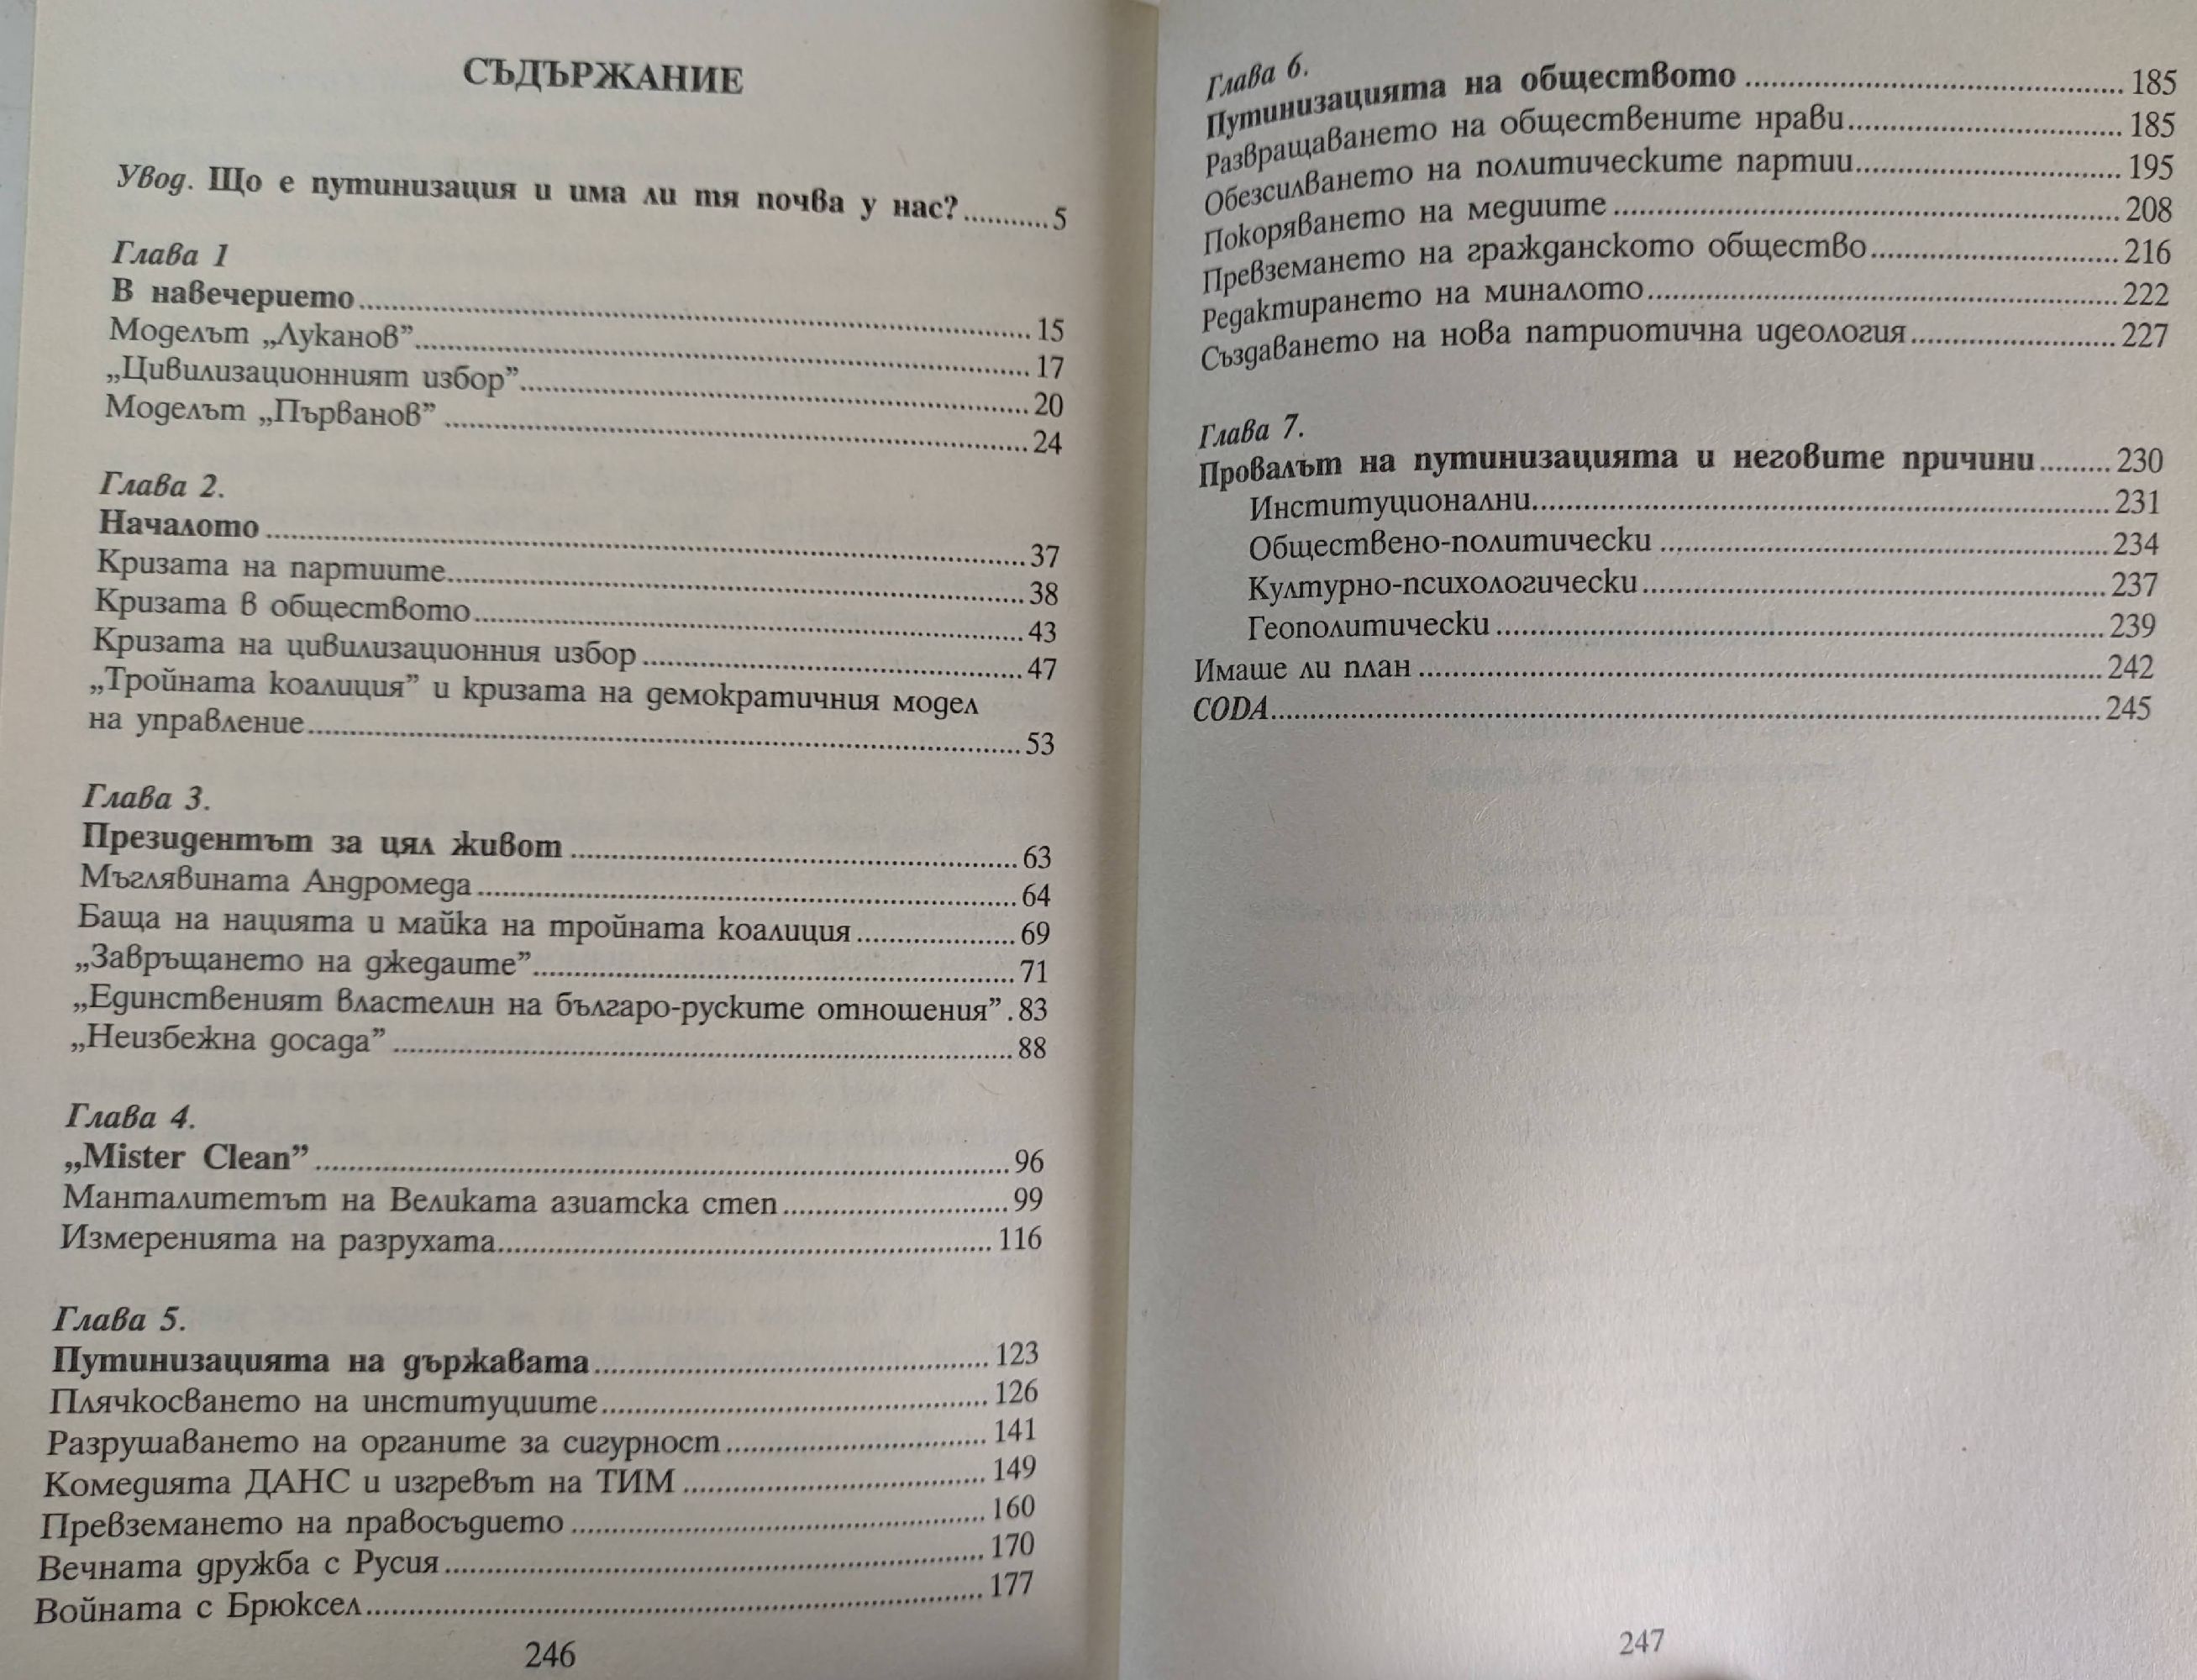 СЪДЪРЖАНИЕ
Увод. Що е путинизация и има ли тя почва у нас?...........5
Глава 1
В навечерието..........15
Моделът „Луканов”..........17
„Цивилизационният избор”..........20
Моделът „Първанов”..........24
Глава 2.
Началото..........37
Кризата на партиите..........38
Кризата в обществото..........43
Кризата на цивилизационния избор..........47
„Тройната коалиция” и кризата на демократичния модел
на управление..........53
Глава 3.
Президентът за цял живот..........63
Мъглявината Андромеда..........64
Баща на нацията и майка на тройната коалиция..........69
„Завръщането на джедаите”..........71
„Единственият властелин на българо-руските отношения”.83
„Неизбежна досада”..........88
Глава 4.
„Mister Clean”..........96
Манталитетът на Великата азиатска степ..........99
Измеренията на разрухата..........116
Глава 5.
Путинизацията на държавата..........123
Плячкосването на институциите..........126
Разрушаването на органите за сигурност..........141
Комедията ДАНС и изгревът на ТИМ..........149
Превземането на правосъдието..........160
Вечната дружба с Русия..........170
Войната с Брюксел..........177
246
Глава 6.
Путинизацията на обществото..........185
Развращаването на обществените нрави..........185
Обезсилването на политическите партии..........195
Покоряването на медиите..........208
Превземането на гражданското общество..........216
Редактирането на миналото..........222
Създаването на нова патриотична идеология..........227
Глава 7.
Провалът на путинизацията и неговите причини.........230
Институционални..........231
Обществено-политически..........234
Културно-психологически..........237
Геополитически..........239
Имаше ли план..........242
CODA..........245
247